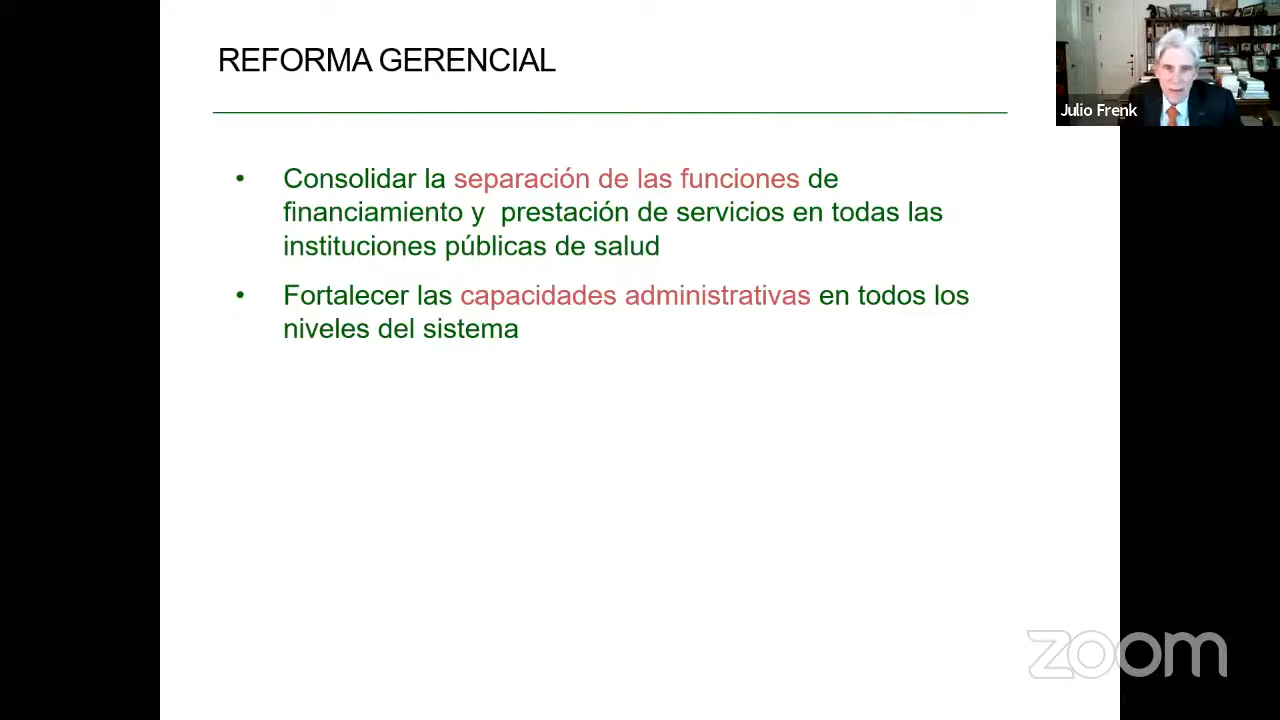 REFORMA GERENCIAL
Julio Frenk
• Consolidar la separación de las funciones de
financiamiento y prestación de servicios en todas las
instituciones públicas de salud
• Fortalecer las capacidades administrativas en todos los
niveles del sistema
zoom